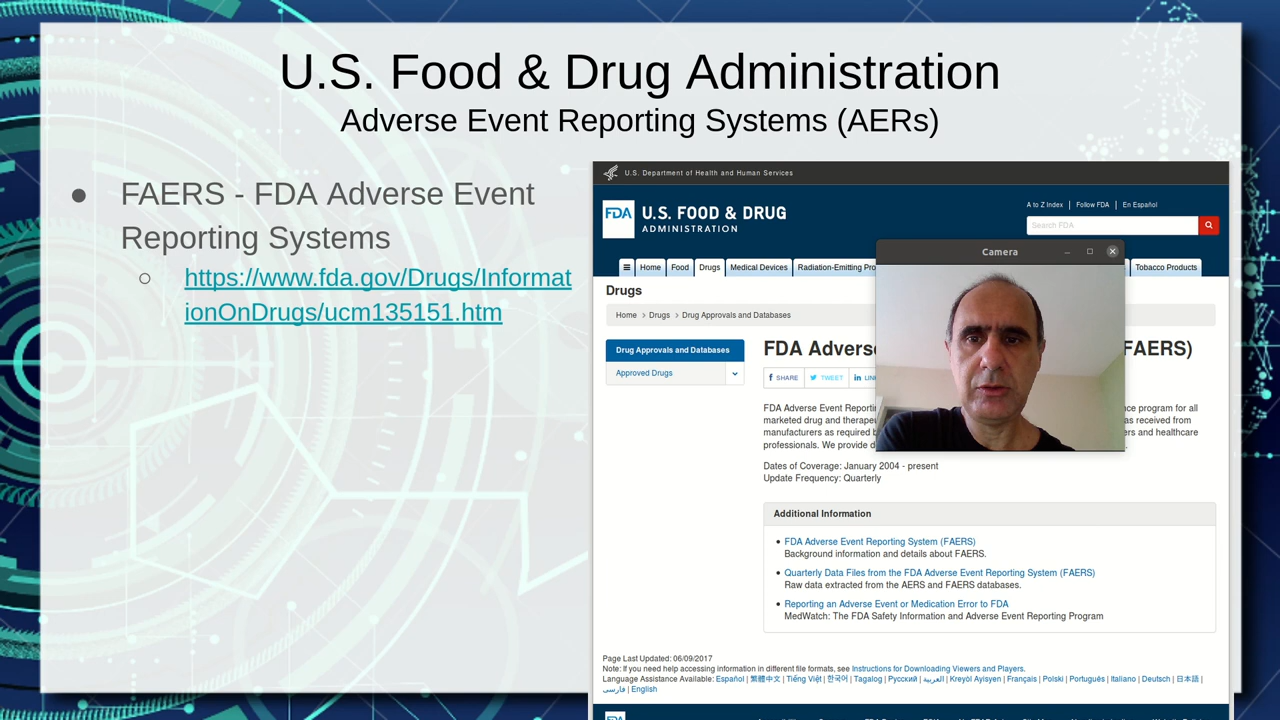 U.S. Food & Drug Administration
Adverse Event Reporting Systems (AERs)
● FAERS - FDA Adverse Event
Reporting Systems
○ https://www.fda.gov/Drugs/Informat
ionOnDrugs/ucm135151.htm
U.S. Department of Health and Human Services
FDA U.S. FOOD & DRUG
ADMINISTRATION
A to Z Index | Follow FDA | En Español
Search FDA
Camera
Home Food Drugs Medical Devices Radiation-Emitting Pro Tobacco Products
Drugs
Home > Drugs > Drug Approvals and Databases
Drug Approvals and Databases
Approved Drugs
FDA Advers FAERS)
SHARE TWEET LIN
FDA Adverse Event Reporti ce program for all
marketed drug and therapeu as received from
manufacturers as required b ers and healthcare
professionals. We provide d
Dates of Coverage: January 2004 - present
Update Frequency: Quarterly
Additional Information
• FDA Adverse Event Reporting System (FAERS)
Background information and details about FAERS.
• Quarterly Data Files from the FDA Adverse Event Reporting System (FAERS)
Raw data extracted from the AERS and FAERS databases.
• Reporting an Adverse Event or Medication Error to FDA
MedWatch: The FDA Safety Information and Adverse Event Reporting Program
Page Last Updated: 06/09/2017
Note: If you need help accessing information in different file formats, see Instructions for Downloading Viewers and Players.
Language Assistance Available: Español | 繁體中文 | Tiếng Việt | 한국어 | Tagalog | Русский | العربية | Kreyòl Ayisyen | Français | Polski | Português | Italiano | Deutsch | 日本語 |
فارسی | English
FDA